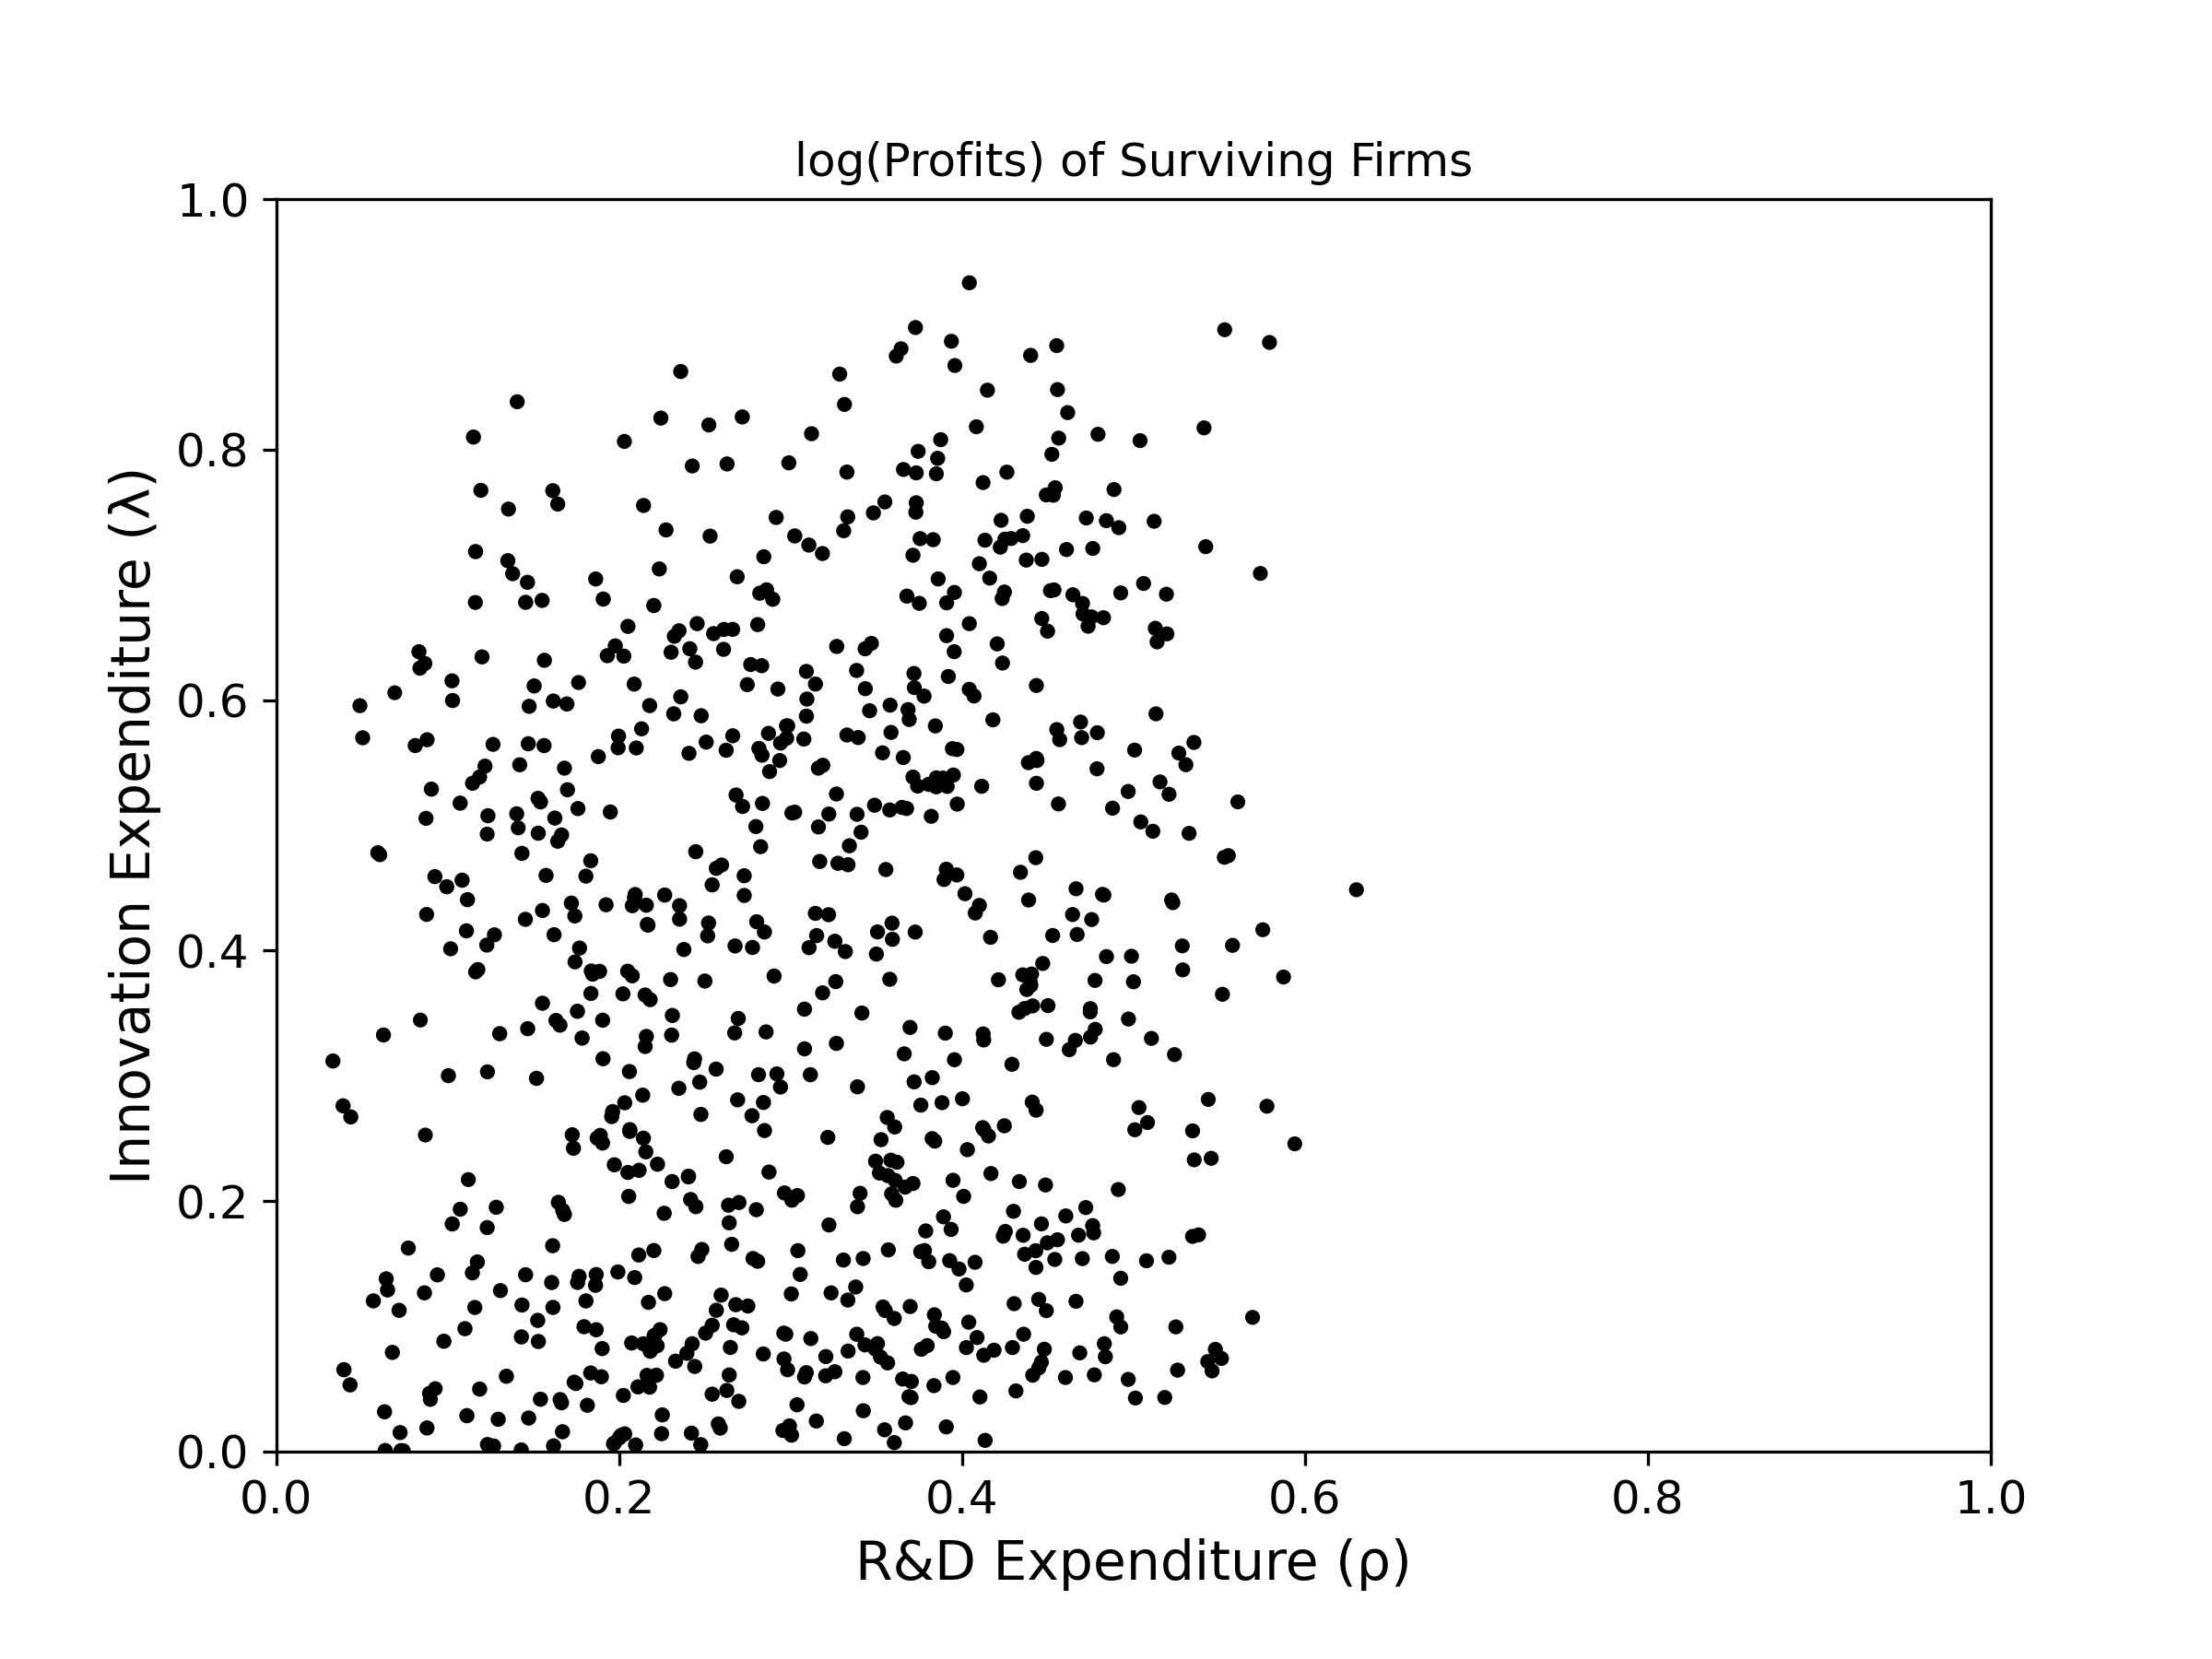 log(Profits) of Surviving Firms
1.0
0.8
0.6
0.4
0.2
0.0
Innovation Expenditure (λ)
0.0 0.2 0.4 0.6 0.8 1.0
R&D Expenditure (ρ)